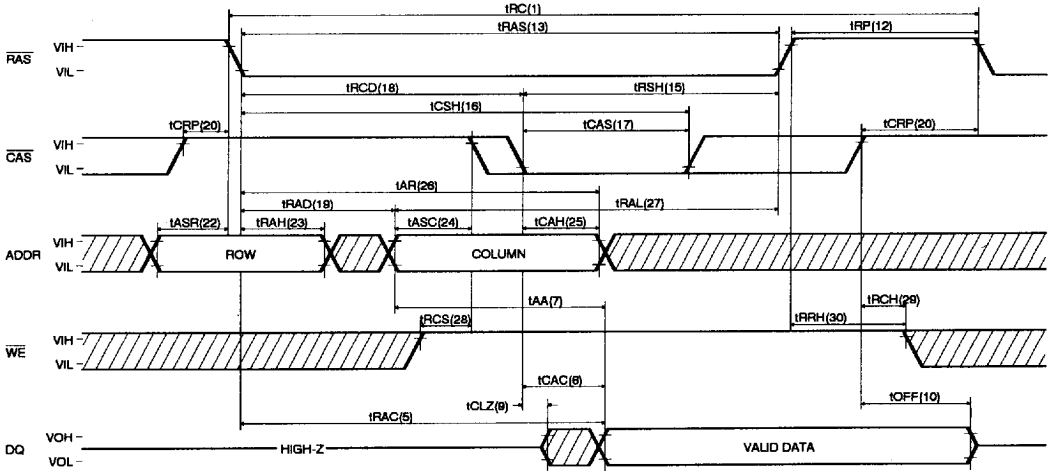 tRC(1)
tRAS(13) tRP(12)
RAS VIH
VIL
tRCD(18) tRSH(15)
tCSH(16)
tCRP(20) tCAS(17) tCRP(20)
CAS VIH
VIL
tAR(26)
tRAD(19) tRAL(27)
tASR(22) tRAH(23) tASC(24) tCAH(25)
ADDR VIH
VIL
ROW COLUMN
tAA(7)
tRCS(28) tRCH(29)
tRRH(30)
WE VIH
VIL
tCAC(6)
tCLZ(9) tOFF(10)
tRAC(5)
DQ VOH
VOL
HIGH-Z VALID DATA